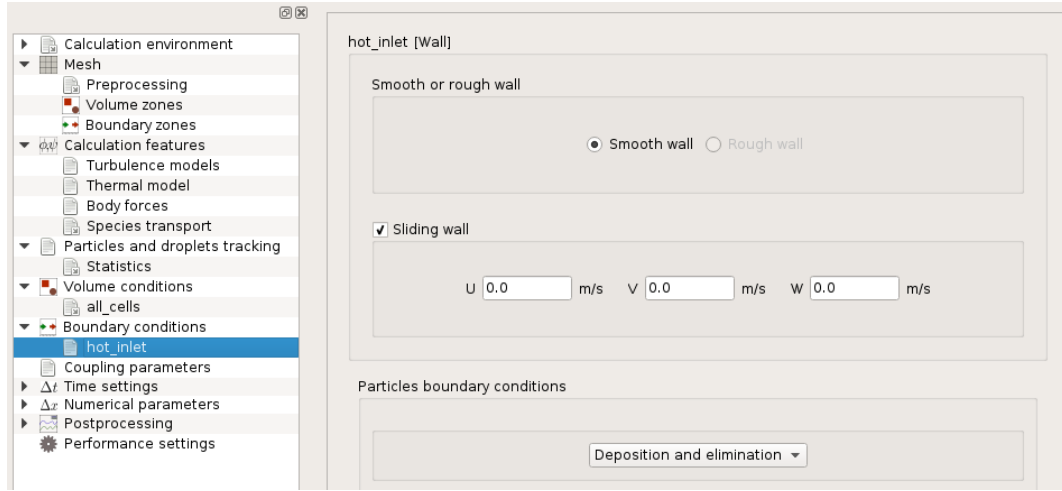 Calculation environment
Mesh
Preprocessing
Volume zones
Boundary zones
ϕ,ψ Calculation features
Turbulence models
Thermal model
Body forces
Species transport
Particles and droplets tracking
Statistics
Volume conditions
all_cells
Boundary conditions
hot_inlet
Coupling parameters
Δt Time settings
Δx Numerical parameters
Postprocessing
Performance settings
hot_inlet [Wall]
Smooth or rough wall
Smooth wall Rough wall
Sliding wall
U 0.0 m/s V 0.0 m/s W 0.0 m/s
Particles boundary conditions
Deposition and elimination